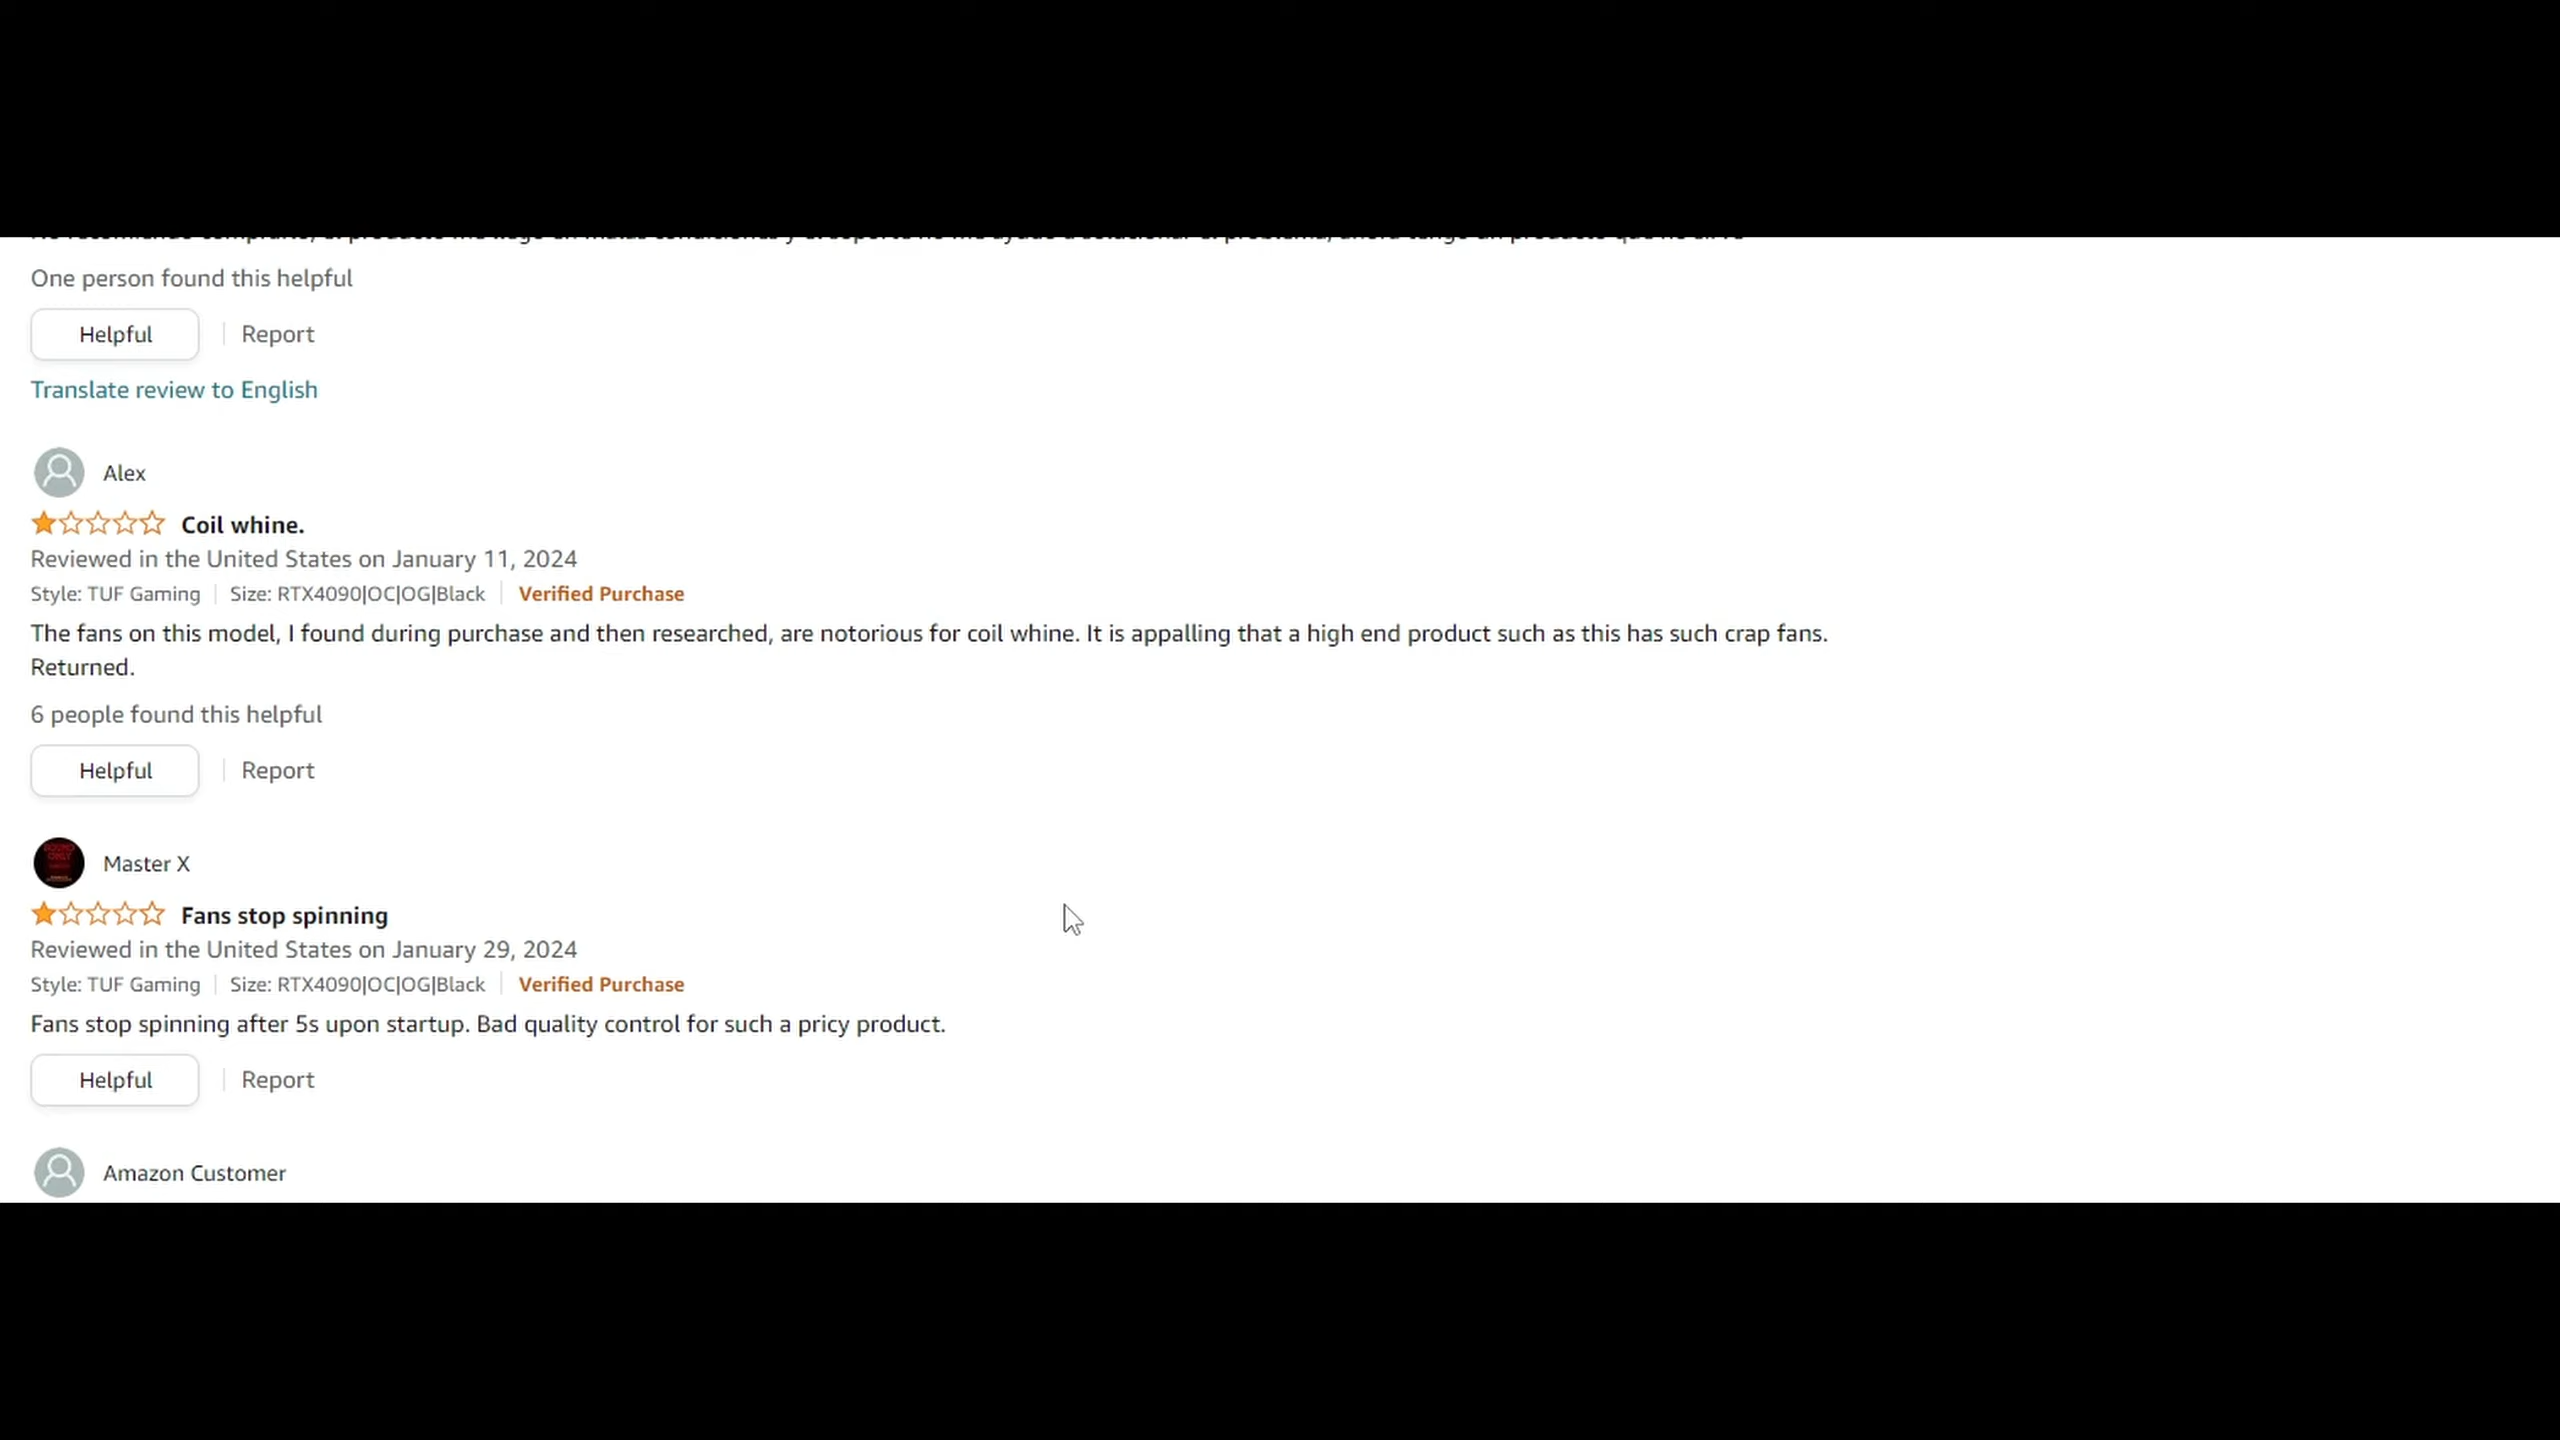 One person found this helpful
Helpful
Report
Translate review to English
Alex
Coil whine.
Reviewed in the United States on January 11, 2024
Style: TUF Gaming
Size: RTX4090|OC|OG|Black
Verified Purchase
The fans on this model, I found during purchase and then researched, are notorious for coil whine. It is appalling that a high end product such as this has such crap fans.
Returned.
6 people found this helpful
Helpful
Report
Master X
Fans stop spinning
Reviewed in the United States on January 29, 2024
Style: TUF Gaming
Size: RTX4090|OC|OG|Black
Verified Purchase
Fans stop spinning after 5s upon startup. Bad quality control for such a pricy product.
Helpful
Report
Amazon Customer